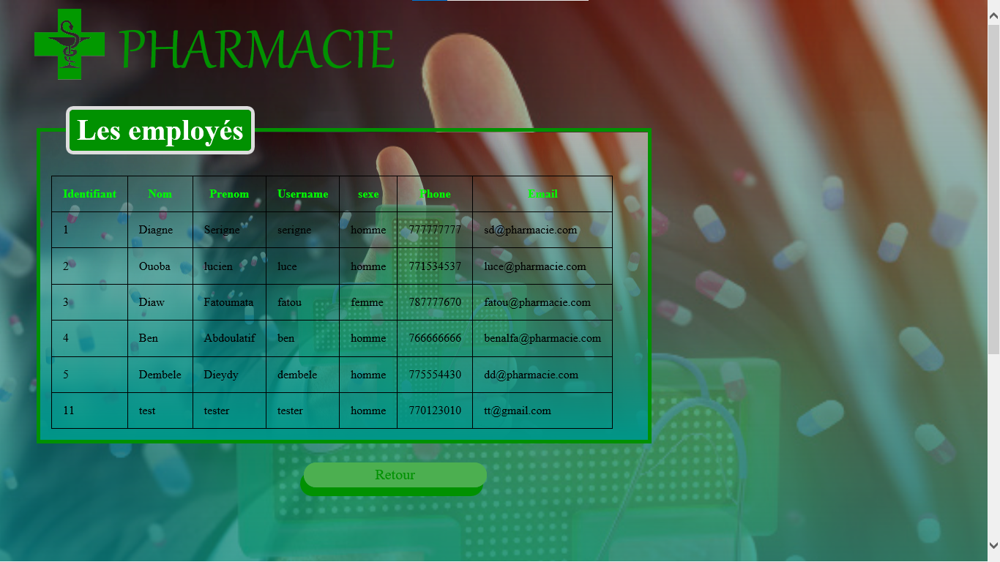 PHARMACIE
Les employés
Identifiant Nom Prenom Username sexe Phone Email
1 Diagne Serigne serigne homme 777777777 sd@pharmacie.com
2 Ouoba lucien luce homme 771534537 luce@pharmacie.com
3 Diaw Fatoumata fatou femme 787777670 fatou@pharmacie.com
4 Ben Abdoulatif ben homme 766666666 benalfa@pharmacie.com
5 Dembele Dieydy dembele homme 775554430 dd@pharmacie.com
11 test tester tester homme 770123010 tt@gmail.com
Retour